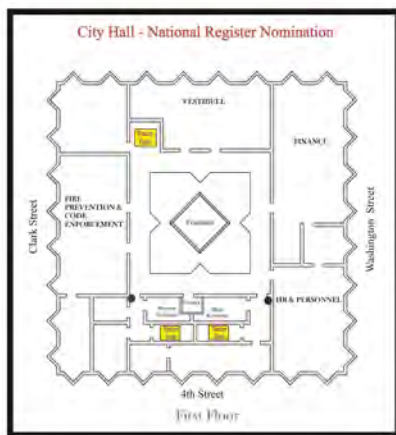 City Hall - National Register Nomination
VESTIBULE
FINANCE
FIRE
PREVENTION &
CODE
ENFORCEMENT
Clark Street
Washington Street
Fountain
HR & PERSONNEL
4th Street
First Floor